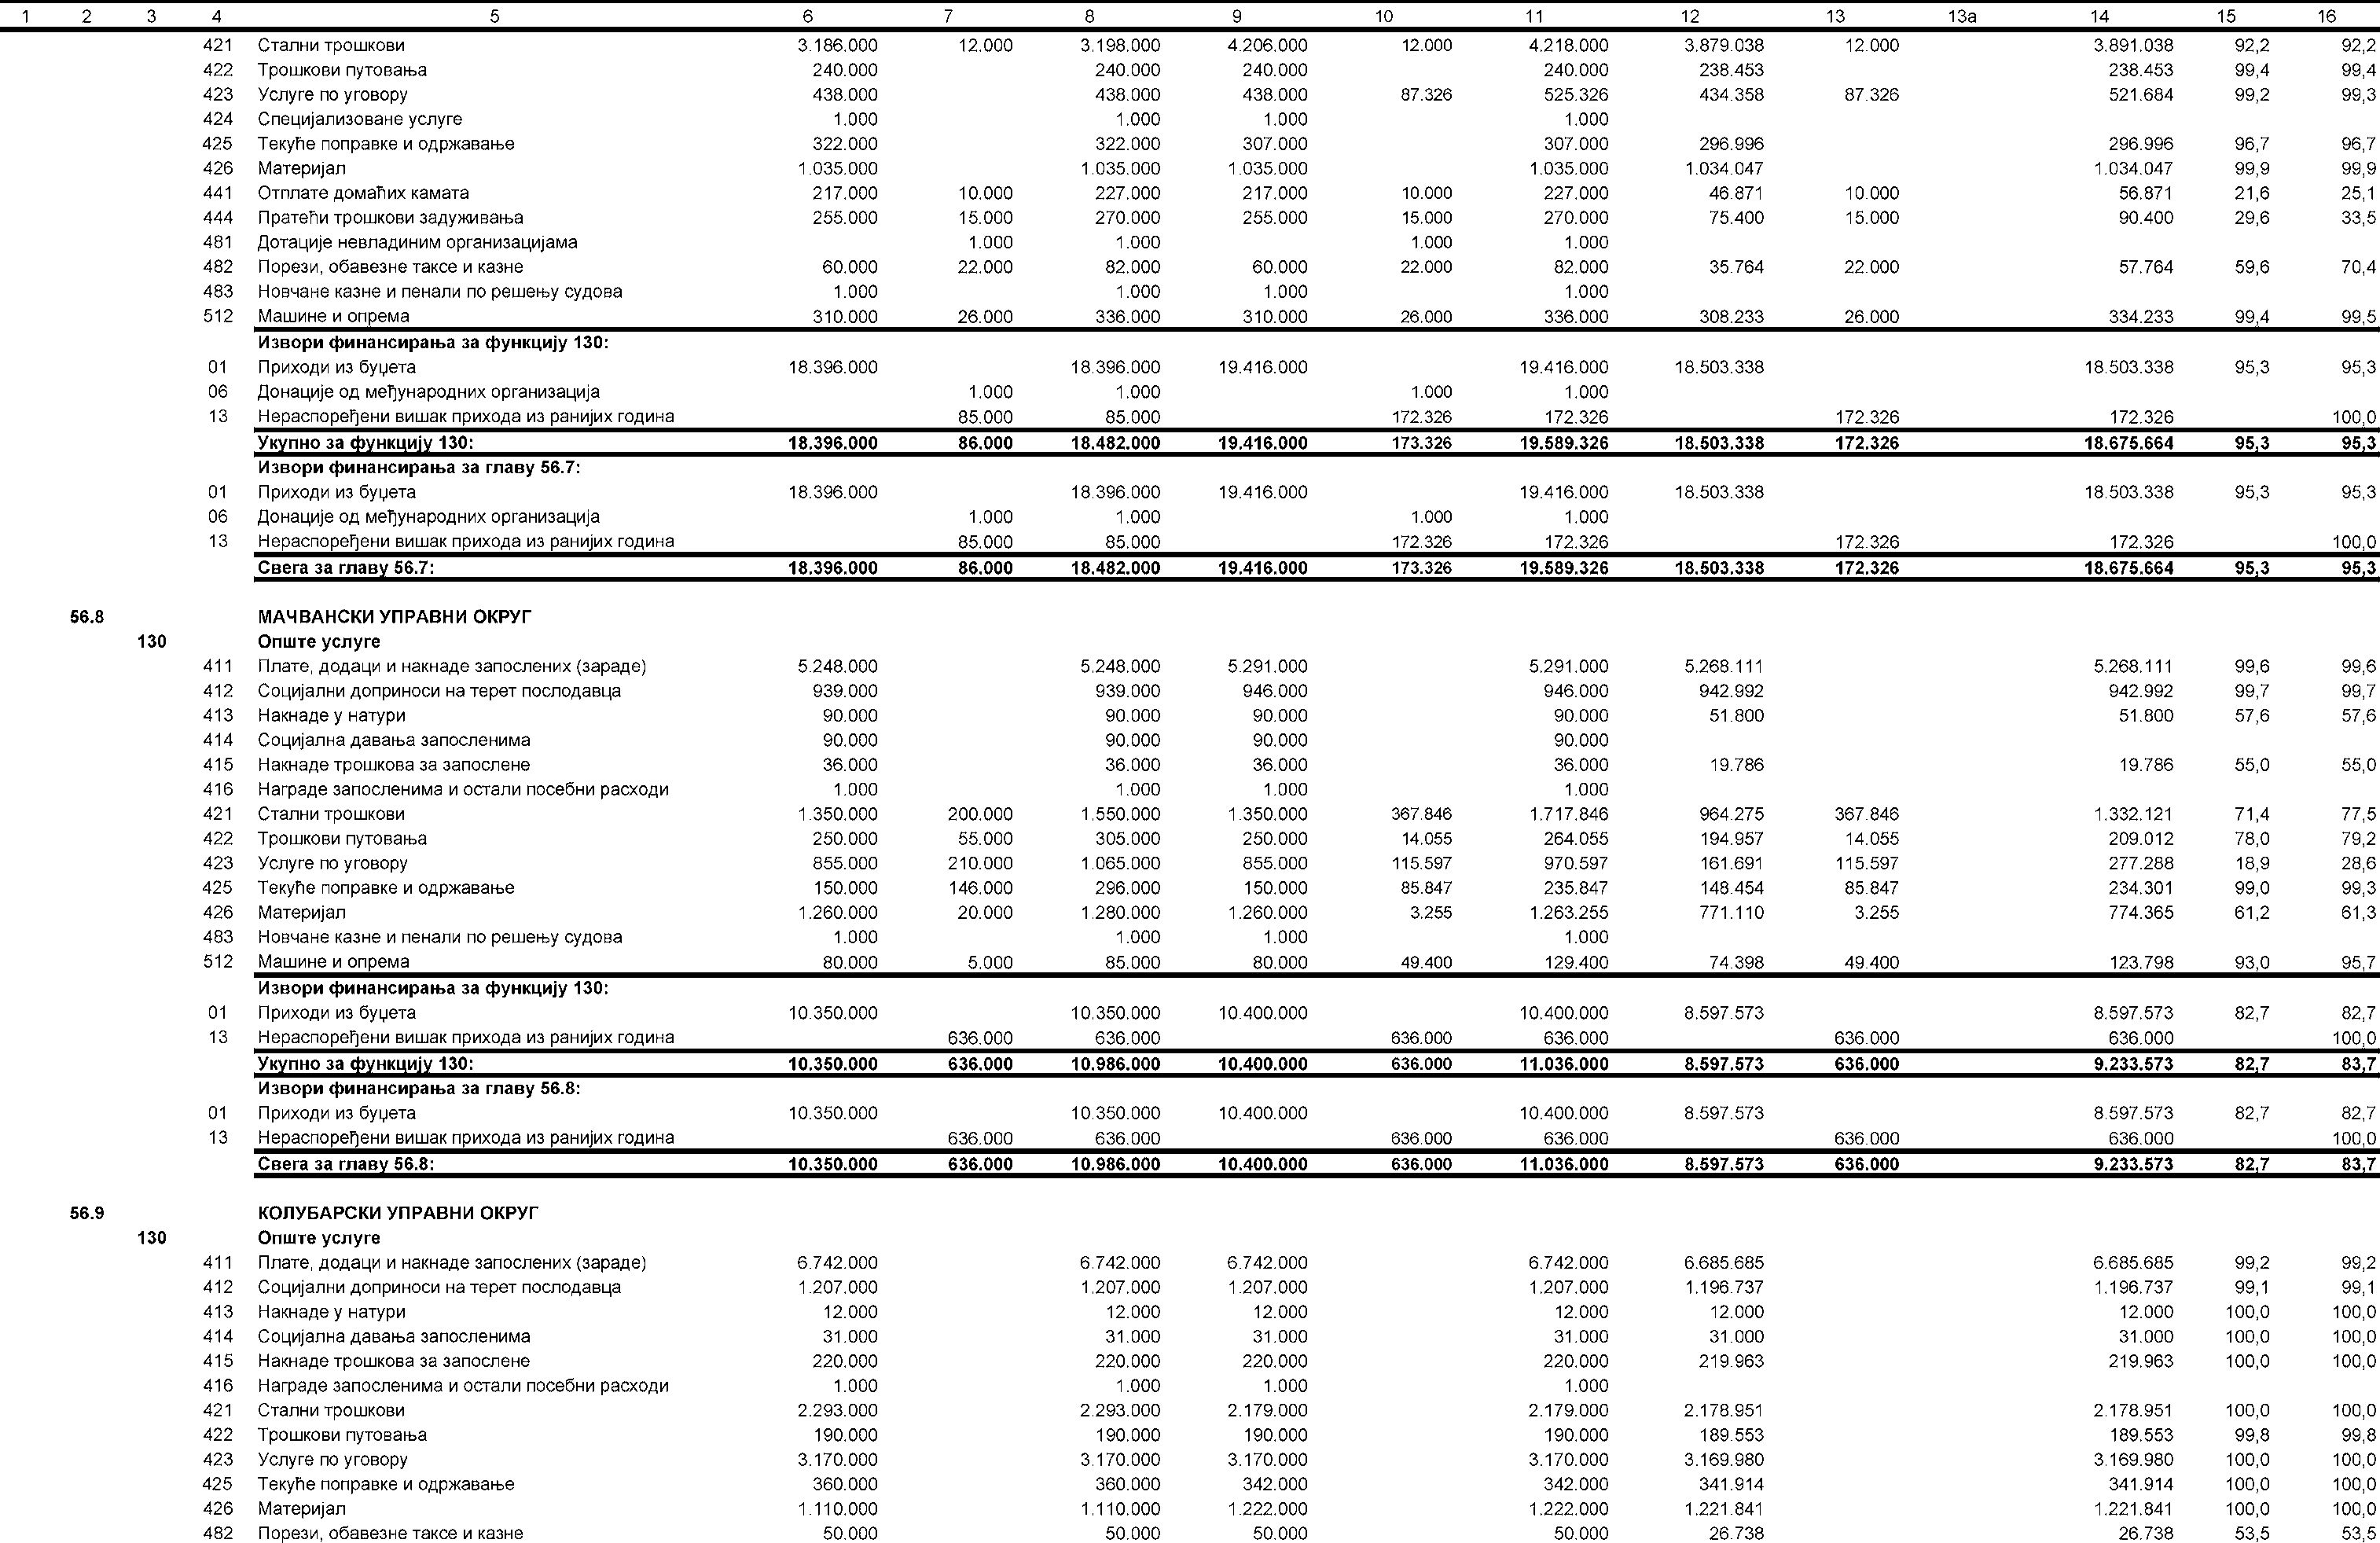 1 2 3 4 5 6 7 8 9 10 11 12 13 13а 14 15 16
421 Стални трошкови 3.186.000 12.000 3.198.000 4.206.000 12.000 4.218.000 3.879.038 12.000 3.891.038 92,2 92,2
422 Трошкови путовања 240.000 240.000 240.000 240.000 238.453 238.453 99,4 99,4
423 Услуге по уговору 438.000 438.000 438.000 87.326 525.326 434.358 87.326 521.684 99,2 99,3
424 Специјализоване услуге 1.000 1.000 1.000 1.000
425 Текуће поправке и одржавање 322.000 322.000 307.000 307.000 296.996 296.996 96,7 96,7
426 Материјал 1.035.000 1.035.000 1.035.000 1.035.000 1.034.047 1.034.047 99,9 99,9
441 Отплате домаћих камата 217.000 10.000 227.000 217.000 10.000 227.000 46.871 10.000 56.871 21,6 25,1
444 Пратећи трошкови задуживања 255.000 15.000 270.000 255.000 15.000 270.000 75.400 15.000 90.400 29,6 33,5
481 Дотације невладиним организацијама 1.000 1.000 1.000 1.000
482 Порези, обавезне таксе и казне 60.000 22.000 82.000 60.000 22.000 82.000 35.764 22.000 57.764 59,6 70,4
483 Новчане казне и пенали по решењу судова 1.000 1.000 1.000 1.000
512 Машине и опрема 310.000 26.000 336.000 310.000 26.000 336.000 308.233 26.000 334.233 99,4 99,5
Извори финансирања за функцију 130:
01 Приходи из буџета 18.396.000 18.396.000 19.416.000 19.416.000 18.503.338 18.503.338 95,3 95,3
06 Донације од међународних организација 1.000 1.000 1.000 1.000
13 Нераспоређени вишак прихода из ранијих година 85.000 85.000 172.326 172.326 172.326 172.326 100,0
Укупно за функцију 130: 18.396.000 86.000 18.482.000 19.416.000 173.326 19.589.326 18.503.338 172.326 18.675.664 95,3 95,3
Извори финансирања за главу 56.7:
01 Приходи из буџета 18.396.000 18.396.000 19.416.000 19.416.000 18.503.338 18.503.338 95,3 95,3
06 Донације од међународних организација 1.000 1.000 1.000 1.000
13 Нераспоређени вишак прихода из ранијих година 85.000 85.000 172.326 172.326 172.326 172.326 100,0
Свега за главу 56.7: 18.396.000 86.000 18.482.000 19.416.000 173.326 19.589.326 18.503.338 172.326 18.675.664 95,3 95,3
56.8 МАЧВАНСКИ УПРАВНИ ОКРУГ
130 Опште услуге
411 Плате, додаци и накнаде запослених (зараде) 5.248.000 5.248.000 5.291.000 5.291.000 5.268.111 5.268.111 99,6 99,6
412 Социјални доприноси на терет послодавца 939.000 939.000 946.000 946.000 942.992 942.992 99,7 99,7
413 Накнаде у натури 90.000 90.000 90.000 90.000 51.800 51.800 57,6 57,6
414 Социјална давања запосленима 90.000 90.000 90.000 90.000
415 Накнаде трошкова за запослене 36.000 36.000 36.000 36.000 19.786 19.786 55,0 55,0
416 Награде запосленима и остали посебни расходи 1.000 1.000 1.000 1.000
421 Стални трошкови 1.350.000 200.000 1.550.000 1.350.000 367.846 1.717.846 964.275 367.846 1.332.121 71,4 77,5
422 Трошкови путовања 250.000 55.000 305.000 250.000 14.055 264.055 194.957 14.055 209.012 78,0 79,2
423 Услуге по уговору 855.000 210.000 1.065.000 855.000 115.597 970.597 161.691 115.597 277.288 18,9 28,6
425 Текуће поправке и одржавање 150.000 146.000 296.000 150.000 85.847 235.847 148.454 85.847 234.301 99,0 99,3
426 Материјал 1.260.000 20.000 1.280.000 1.260.000 3.255 1.263.255 771.110 3.255 774.365 61,2 61,3
483 Новчане казне и пенали по решењу судова 1.000 1.000 1.000 1.000
512 Машине и опрема 80.000 5.000 85.000 80.000 49.400 129.400 74.398 49.400 123.798 93,0 95,7
Извори финансирања за функцију 130:
01 Приходи из буџета 10.350.000 10.350.000 10.400.000 10.400.000 8.597.573 8.597.573 82,7 82,7
13 Нераспоређени вишак прихода из ранијих година 636.000 636.000 636.000 636.000 636.000 636.000 100,0
Укупно за функцију 130: 10.350.000 636.000 10.986.000 10.400.000 636.000 11.036.000 8.597.573 636.000 9.233.573 82,7 83,7
Извори финансирања за главу 56.8:
01 Приходи из буџета 10.350.000 10.350.000 10.400.000 10.400.000 8.597.573 8.597.573 82,7 82,7
13 Нераспоређени вишак прихода из ранијих година 636.000 636.000 636.000 636.000 636.000 636.000 100,0
Свега за главу 56.8: 10.350.000 636.000 10.986.000 10.400.000 636.000 11.036.000 8.597.573 636.000 9.233.573 82,7 83,7
56.9 КОЛУБАРСКИ УПРАВНИ ОКРУГ
130 Опште услуге
411 Плате, додаци и накнаде запослених (зараде) 6.742.000 6.742.000 6.742.000 6.742.000 6.685.685 6.685.685 99,2 99,2
412 Социјални доприноси на терет послодавца 1.207.000 1.207.000 1.207.000 1.207.000 1.196.737 1.196.737 99,1 99,1
413 Накнаде у натури 12.000 12.000 12.000 12.000 12.000 12.000 100,0 100,0
414 Социјална давања запосленима 31.000 31.000 31.000 31.000 31.000 31.000 100,0 100,0
415 Накнаде трошкова за запослене 220.000 220.000 220.000 220.000 219.963 219.963 100,0 100,0
416 Награде запосленима и остали посебни расходи 1.000 1.000 1.000 1.000
421 Стални трошкови 2.293.000 2.293.000 2.179.000 2.179.000 2.178.951 2.178.951 100,0 100,0
422 Трошкови путовања 190.000 190.000 190.000 190.000 189.553 189.553 99,8 99,8
423 Услуге по уговору 3.170.000 3.170.000 3.170.000 3.170.000 3.169.980 3.169.980 100,0 100,0
425 Текуће поправке и одржавање 360.000 360.000 342.000 342.000 341.914 341.914 100,0 100,0
426 Материјал 1.110.000 1.110.000 1.222.000 1.222.000 1.221.841 1.221.841 100,0 100,0
482 Порези, обавезне таксе и казне 50.000 50.000 50.000 50.000 26.738 26.738 53,5 53,5